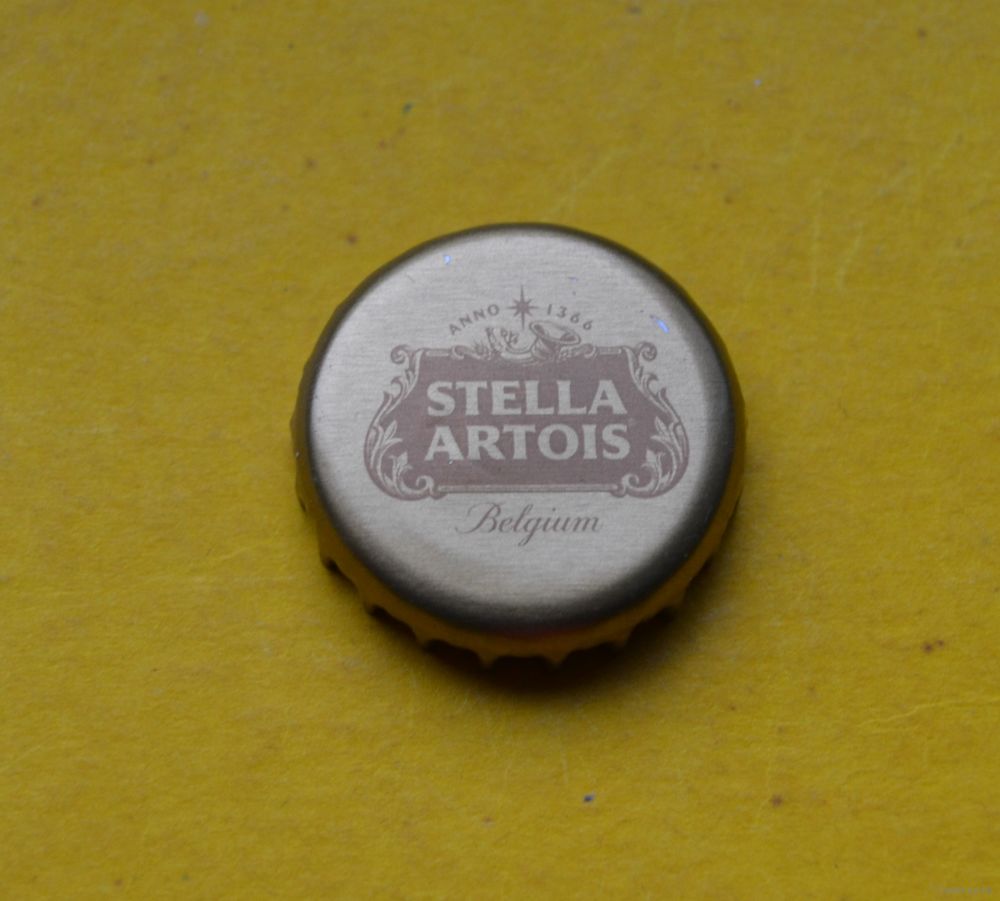 ANNO 1366
STELLA
ARTOIS
Belgium